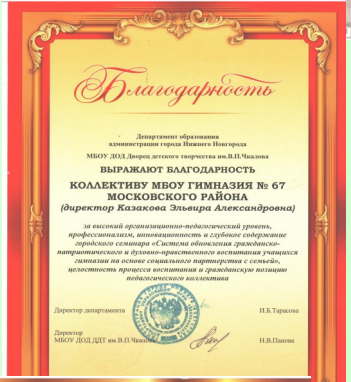 Благодарность
Департамент образования
администрации города Нижнего Новгорода
МБОУ ДОД Дворец детского творчества им.В.П.Чкалова
ВЫРАЖАЮТ БЛАГОДАРНОСТЬ
КОЛЛЕКТИВУ МБОУ ГИМНАЗИЯ № 67
МОСКОВСКОГО РАЙОНА
(директор Казакова Эльвира Александровна)
за высокий организационно-педагогический уровень,
профессионализм, инновационность и глубокое содержание
городского семинара «Система обновления гражданско-
патриотического и духовно-нравственного воспитания учащихся
гимназии на основе социального партнерства с семьей»,
целостность процесса воспитания и гражданскую позицию
педагогического коллектива
Директор департамента И.Б.Тарасова
Директор
МБОУ ДОД ДДТ им.В.П.Чкалова Н.В.Панова